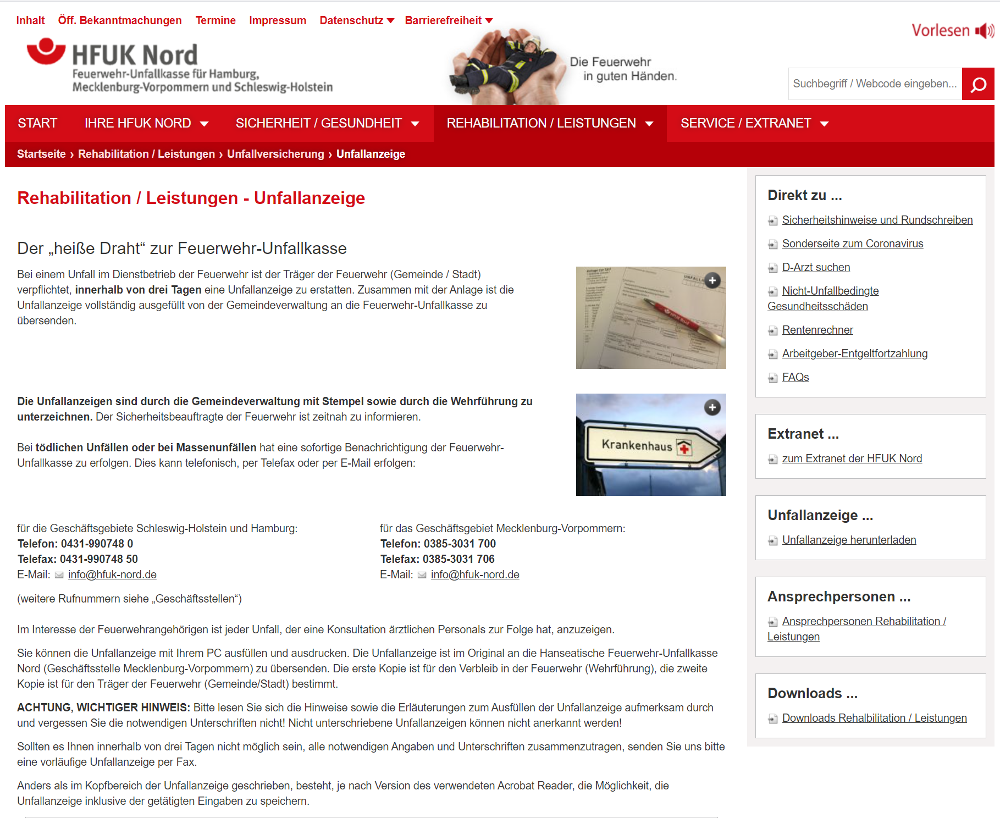 Inhalt Öff. Bekanntmachungen Termine Impressum Datenschutz Barrierefreiheit
Vorlesen
HFUK Nord
Feuerwehr-Unfallkasse für Hamburg,
Mecklenburg-Vorpommern und Schleswig-Holstein
Die Feuerwehr
in guten Händen.
Suchbegriff / Webcode eingeben...
START IHRE HFUK NORD SICHERHEIT / GESUNDHEIT REHABILITATION / LEISTUNGEN SERVICE / EXTRANET
Startseite › Rehabilitation / Leistungen › Unfallversicherung › Unfallanzeige
Rehabilitation / Leistungen - Unfallanzeige
Der „heiße Draht“ zur Feuerwehr-Unfallkasse
Bei einem Unfall im Dienstbetrieb der Feuerwehr ist der Träger der Feuerwehr (Gemeinde / Stadt)
verpflichtet, innerhalb von drei Tagen eine Unfallanzeige zu erstatten. Zusammen mit der Anlage ist die
Unfallanzeige vollständig ausgefüllt von der Gemeindeverwaltung an die Feuerwehr-Unfallkasse zu
übersenden.
HFUK Nord
Die Unfallanzeigen sind durch die Gemeindeverwaltung mit Stempel sowie durch die Wehrführung zu
unterzeichnen. Der Sicherheitsbeauftragte der Feuerwehr ist zeitnah zu informieren.
Bei tödlichen Unfällen oder bei Massenunfällen hat eine sofortige Benachrichtigung der Feuerwehr-
Unfallkasse zu erfolgen. Dies kann telefonisch, per Telefax oder per E-Mail erfolgen:
Krankenhaus
für die Geschäftsgebiete Schleswig-Holstein und Hamburg:
Telefon: 0431-990748 0
Telefax: 0431-990748 50
E-Mail: info@hfuk-nord.de
für das Geschäftsgebiet Mecklenburg-Vorpommern:
Telefon: 0385-3031 700
Telefax: 0385-3031 706
E-Mail: info@hfuk-nord.de
(weitere Rufnummern siehe „Geschäftsstellen“)
Im Interesse der Feuerwehrangehörigen ist jeder Unfall, der eine Konsultation ärztlichen Personals zur Folge hat, anzuzeigen.
Sie können die Unfallanzeige mit Ihrem PC ausfüllen und ausdrucken. Die Unfallanzeige ist im Original an die Hanseatische Feuerwehr-Unfallkasse
Nord (Geschäftsstelle Mecklenburg-Vorpommern) zu übersenden. Die erste Kopie ist für den Verbleib in der Feuerwehr (Wehrführung), die zweite
Kopie ist für den Träger der Feuerwehr (Gemeinde/Stadt) bestimmt.
ACHTUNG, WICHTIGER HINWEIS: Bitte lesen Sie sich die Hinweise sowie die Erläuterungen zum Ausfüllen der Unfallanzeige aufmerksam durch
und vergessen Sie die notwendigen Unterschriften nicht! Nicht unterschriebene Unfallanzeigen können nicht anerkannt werden!
Sollten es Ihnen innerhalb von drei Tagen nicht möglich sein, alle notwendigen Angaben und Unterschriften zusammenzutragen, senden Sie uns bitte
eine vorläufige Unfallanzeige per Fax.
Anders als im Kopfbereich der Unfallanzeige geschrieben, besteht, je nach Version des verwendeten Acrobat Reader, die Möglichkeit, die
Unfallanzeige inklusive der getätigten Eingaben zu speichern.
Direkt zu ...
Sicherheitshinweise und Rundschreiben
Sonderseite zum Coronavirus
D-Arzt suchen
Nicht-Unfallbedingte
Gesundheitsschäden
Rentenrechner
Arbeitgeber-Entgeltfortzahlung
FAQs
Extranet ...
zum Extranet der HFUK Nord
Unfallanzeige ...
Unfallanzeige herunterladen
Ansprechpersonen ...
Ansprechpersonen Rehabilitation /
Leistungen
Downloads ...
Downloads Rehalbilitation / Leistungen